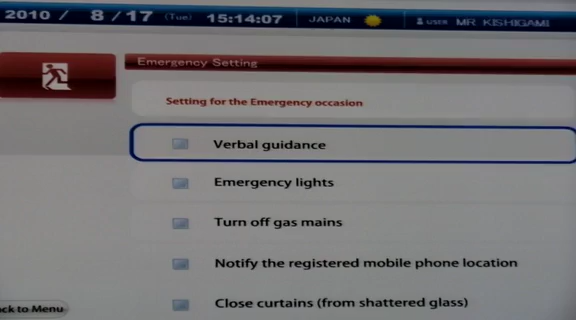 2010 / 8 / 17 (Tue) 15:14:07 JAPAN USER MR KISHIGAMI
Emergency Setting
Setting for the Emergency occasion
Verbal guidance
Emergency lights
Turn off gas mains
Notify the registered mobile phone location
Close curtains (from shattered glass)
ck to Menu